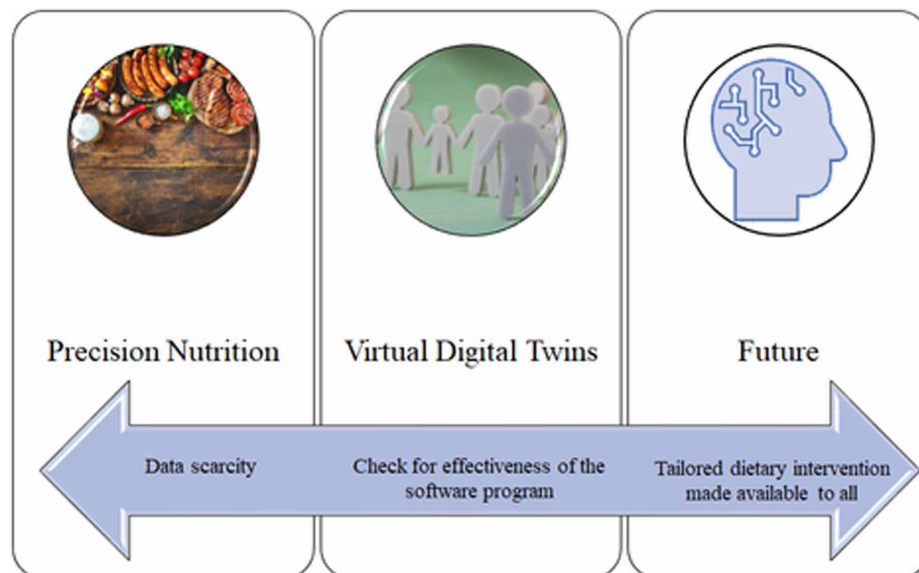 Precision Nutrition
Virtual Digital Twins
Future
Data scarcity
Check for effectiveness of the
software program
Tailored dietary intervention
made available to all